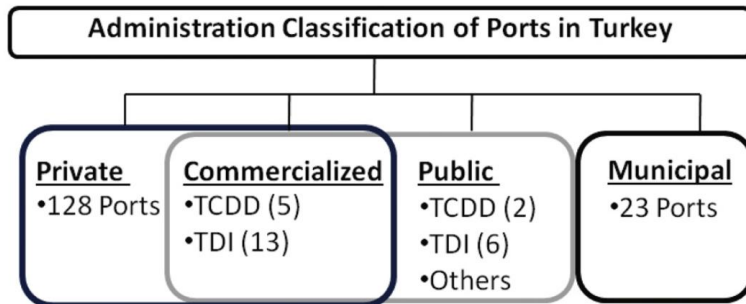 Administration Classification of Ports in Turkey
Private
•128 Ports
Commercialized
•TCDD (5)
•TDI (13)
Public
•TCDD (2)
•TDI (6)
•Others
Municipal
•23 Ports